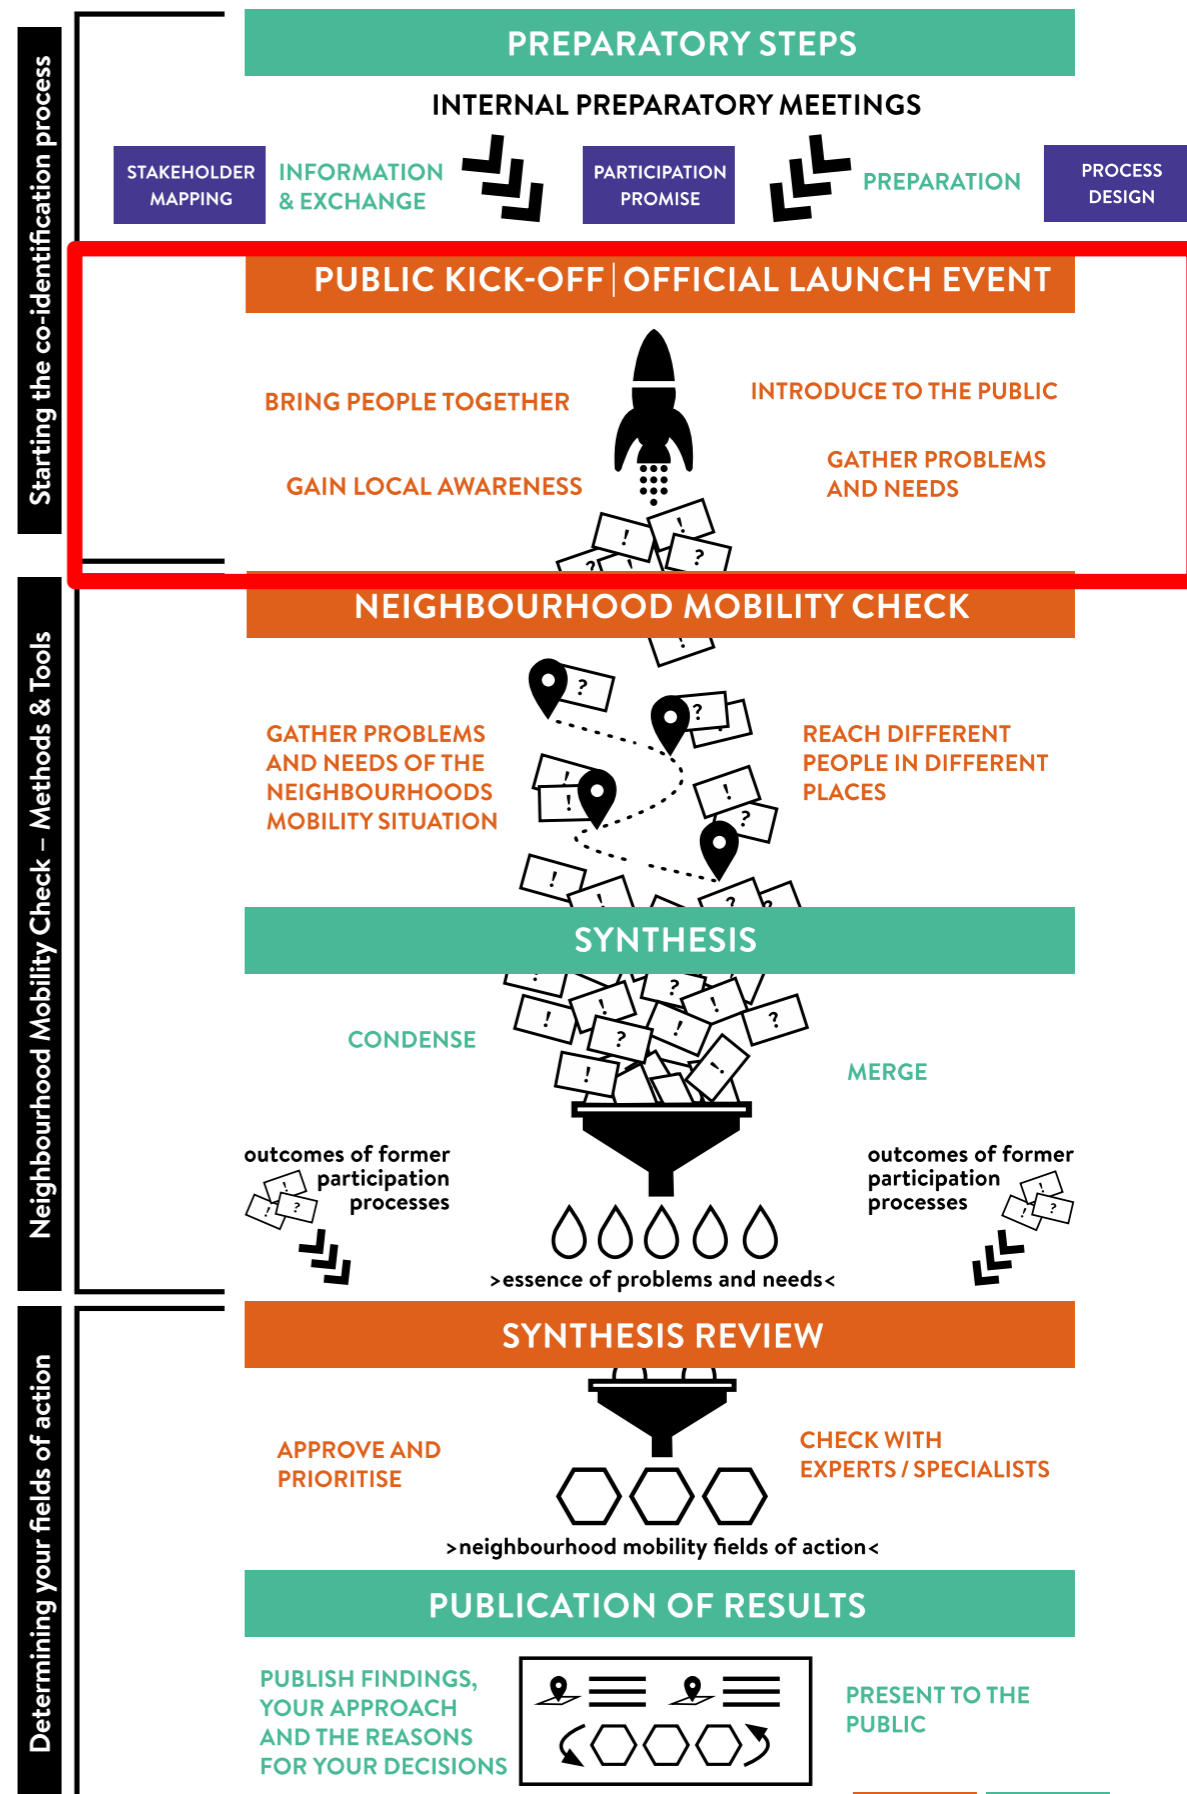 Starting the co-identification process
PREPARATORY STEPS
INTERNAL PREPARATORY MEETINGS
STAKEHOLDER
MAPPING
INFORMATION
& EXCHANGE
PARTICIPATION
PROMISE
PREPARATION
PROCESS
DESIGN
PUBLIC KICK-OFF | OFFICIAL LAUNCH EVENT
BRING PEOPLE TOGETHER
INTRODUCE TO THE PUBLIC
GAIN LOCAL AWARENESS
GATHER PROBLEMS
AND NEEDS
! ! ? ? !
Neighbourhood Mobility Check – Methods & Tools
NEIGHBOURHOOD MOBILITY CHECK
!
? ?
GATHER PROBLEMS
AND NEEDS OF THE
NEIGHBOURHOODS
MOBILITY SITUATION
REACH DIFFERENT
PEOPLE IN DIFFERENT
PLACES
! ! ! ?
! ! ? ?
SYNTHESIS
! ? ! ! ! ? ! ? ! !
CONDENSE
MERGE
outcomes of former
participation
processes
! ! ?
outcomes of former
participation
processes
! ! ?
>essence of problems and needs<
Determining your fields of action
SYNTHESIS REVIEW
APPROVE AND
PRIORITISE
CHECK WITH
EXPERTS / SPECIALISTS
>neighbourhood mobility fields of action<
PUBLICATION OF RESULTS
PUBLISH FINDINGS,
YOUR APPROACH
AND THE REASONS
FOR YOUR DECISIONS
PRESENT TO THE
PUBLIC